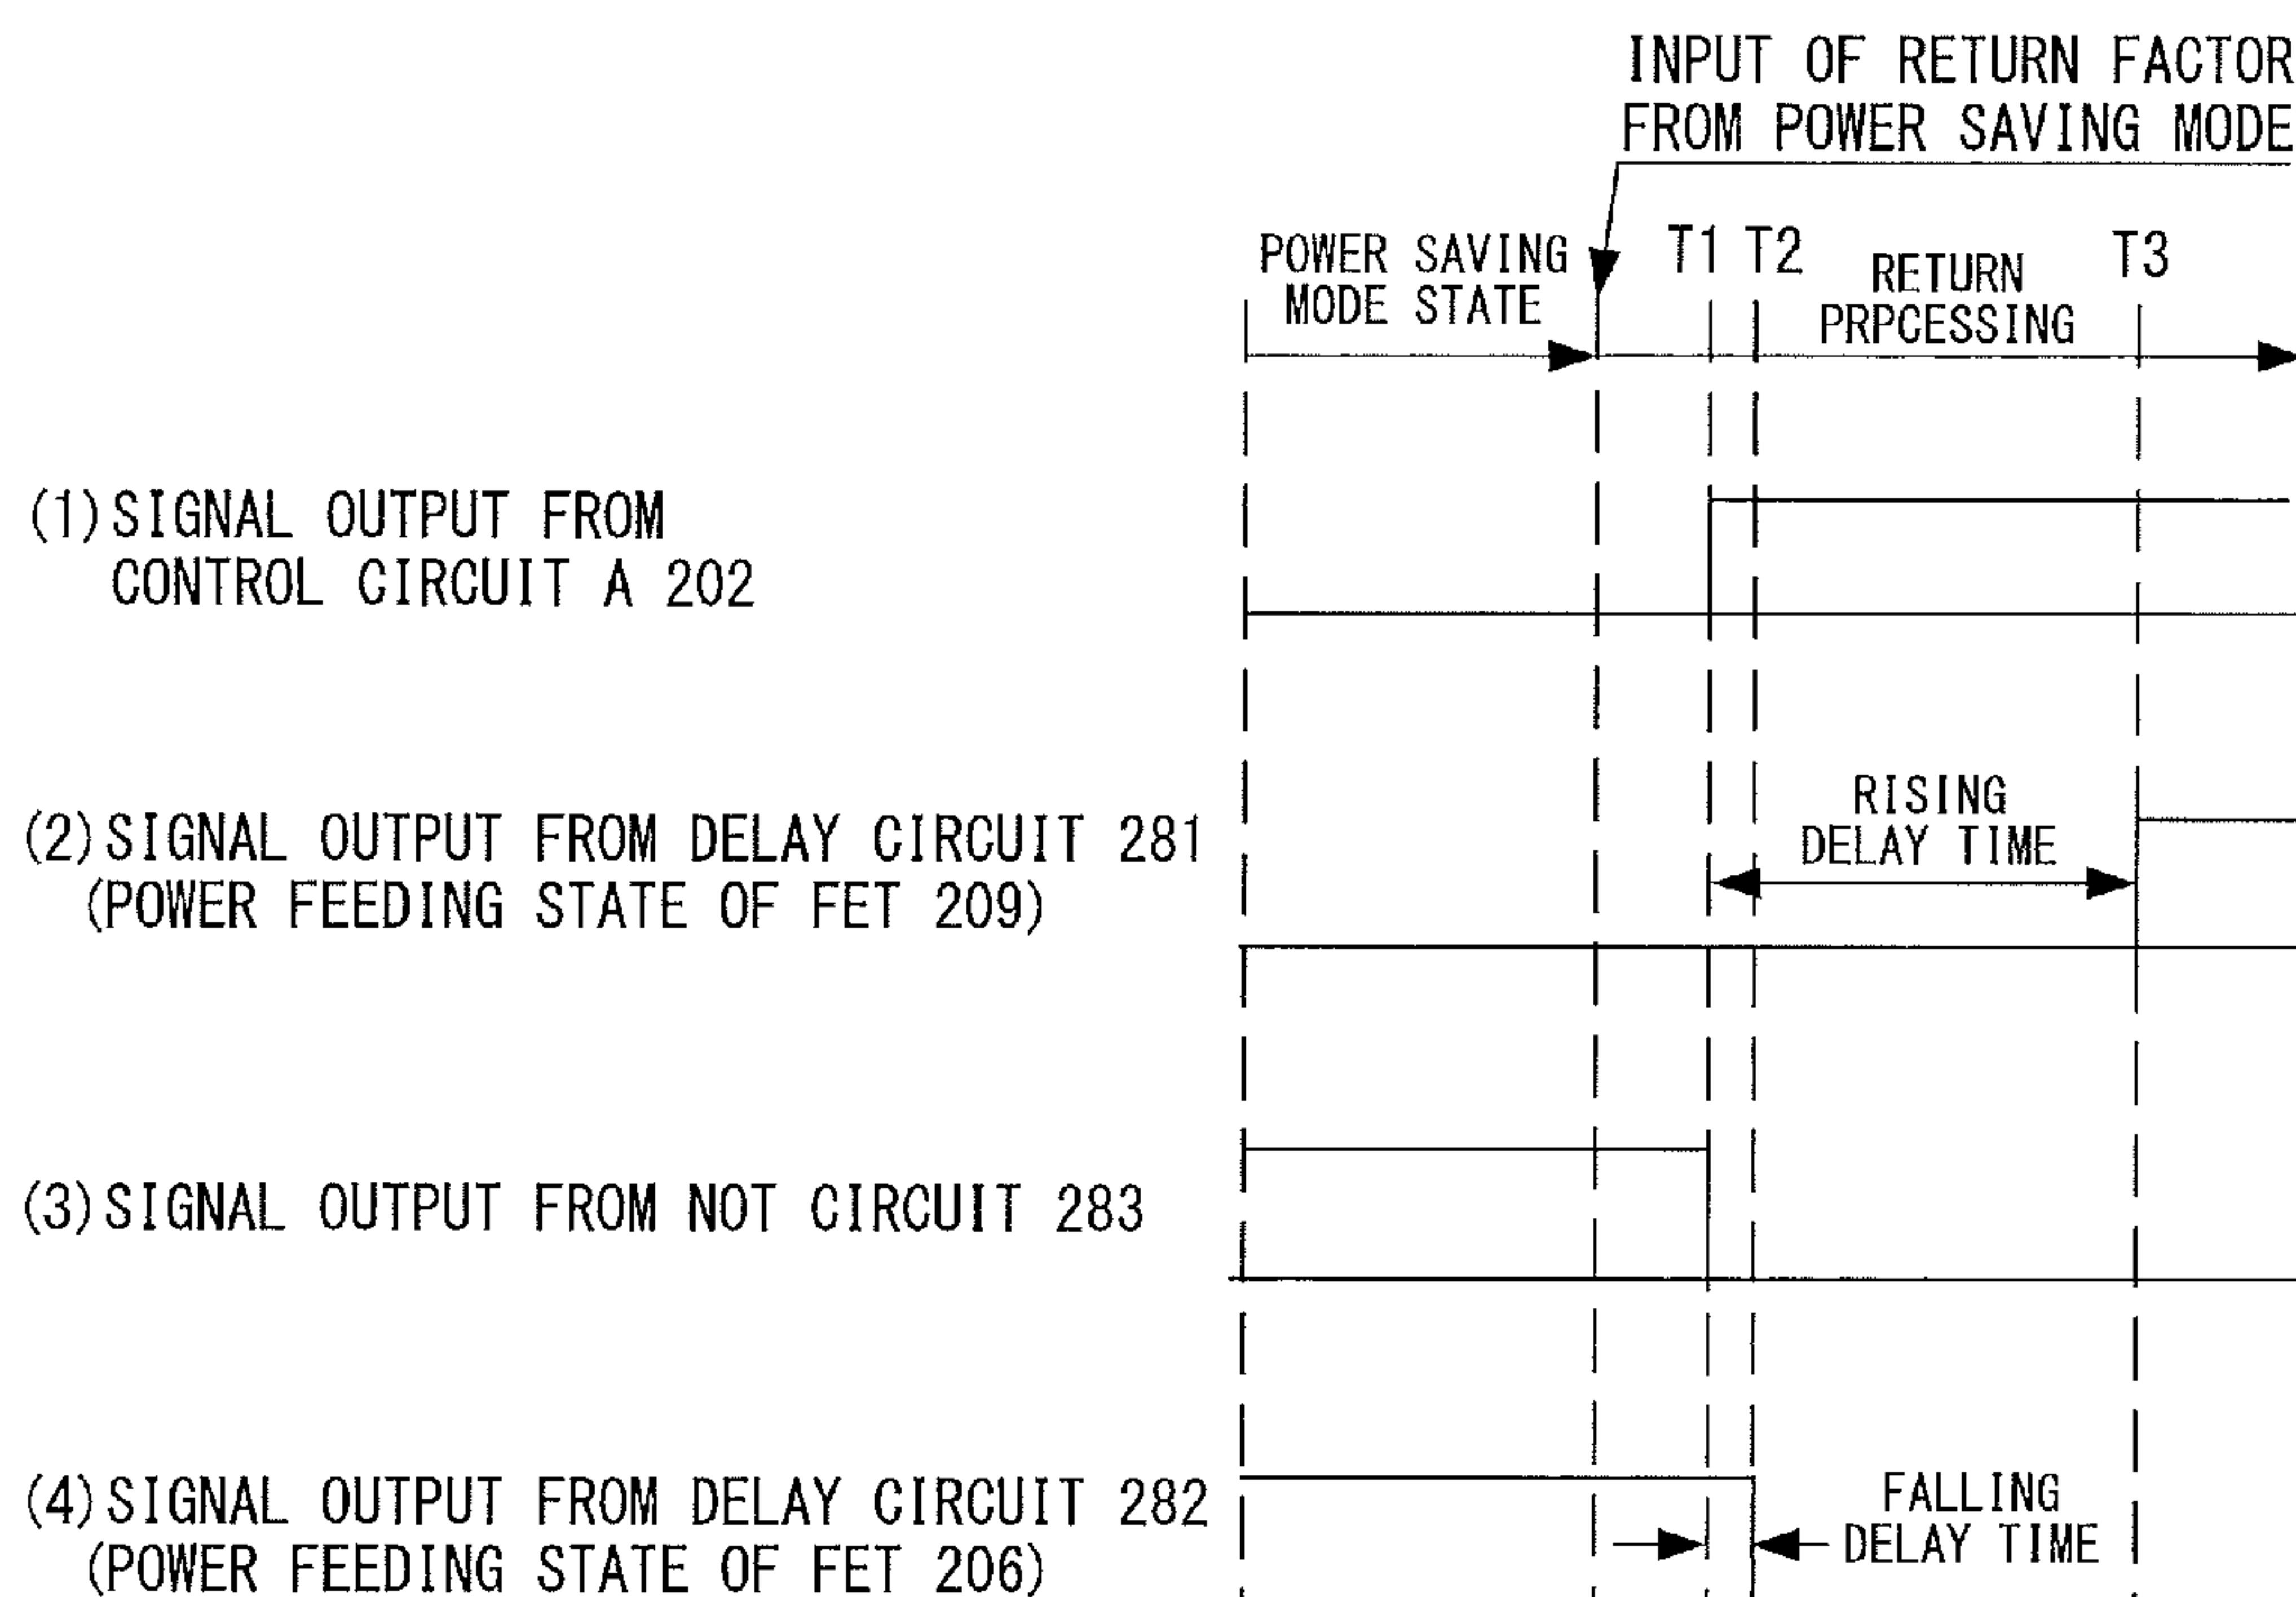 INPUT OF RETURN FACTOR
FROM POWER SAVING MODE
POWER SAVING
MODE STATE
T1
T2
RETURN
PRPCESSING
T3
(1)SIGNAL OUTPUT FROM
CONTROL CIRCUIT A 202
RISING
DELAY TIME
(2)SIGNAL OUTPUT FROM DELAY CIRCUIT 281
(POWER FEEDING STATE OF FET 209)
(3)SIGNAL OUTPUT FROM NOT CIRCUIT 283
(4)SIGNAL OUTPUT FROM DELAY CIRCUIT 282
(POWER FEEDING STATE OF FET 206)
FALLING
DELAY TIME